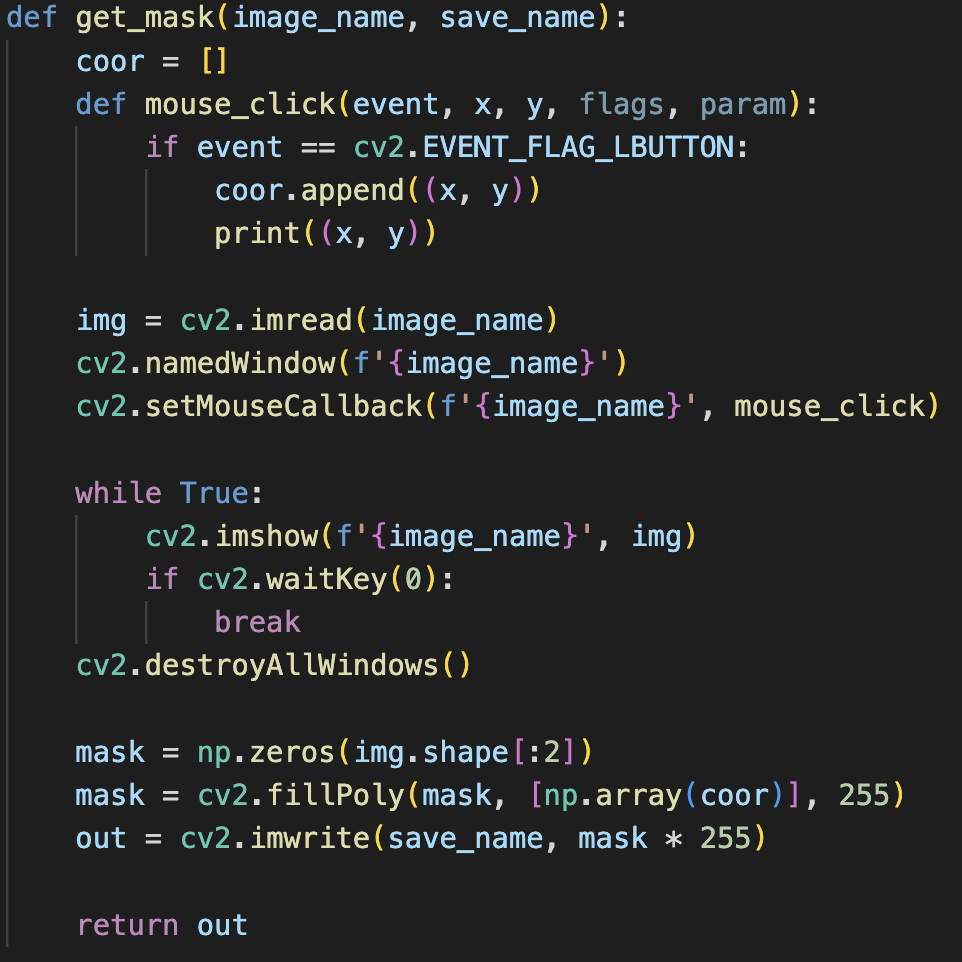 def get_mask(image_name, save_name):
    coor = []
    def mouse_click(event, x, y, flags, param):
        if event == cv2.EVENT_FLAG_LBUTTON:
            coor.append((x, y))
            print((x, y))

    img = cv2.imread(image_name)
    cv2.namedWindow(f'{image_name}')
    cv2.setMouseCallback(f'{image_name}', mouse_click)

    while True:
        cv2.imshow(f'{image_name}', img)
        if cv2.waitKey(0):
            break
    cv2.destroyAllWindows()

    mask = np.zeros(img.shape[:2])
    mask = cv2.fillPoly(mask, [np.array(coor)], 255)
    out = cv2.imwrite(save_name, mask * 255)

    return out